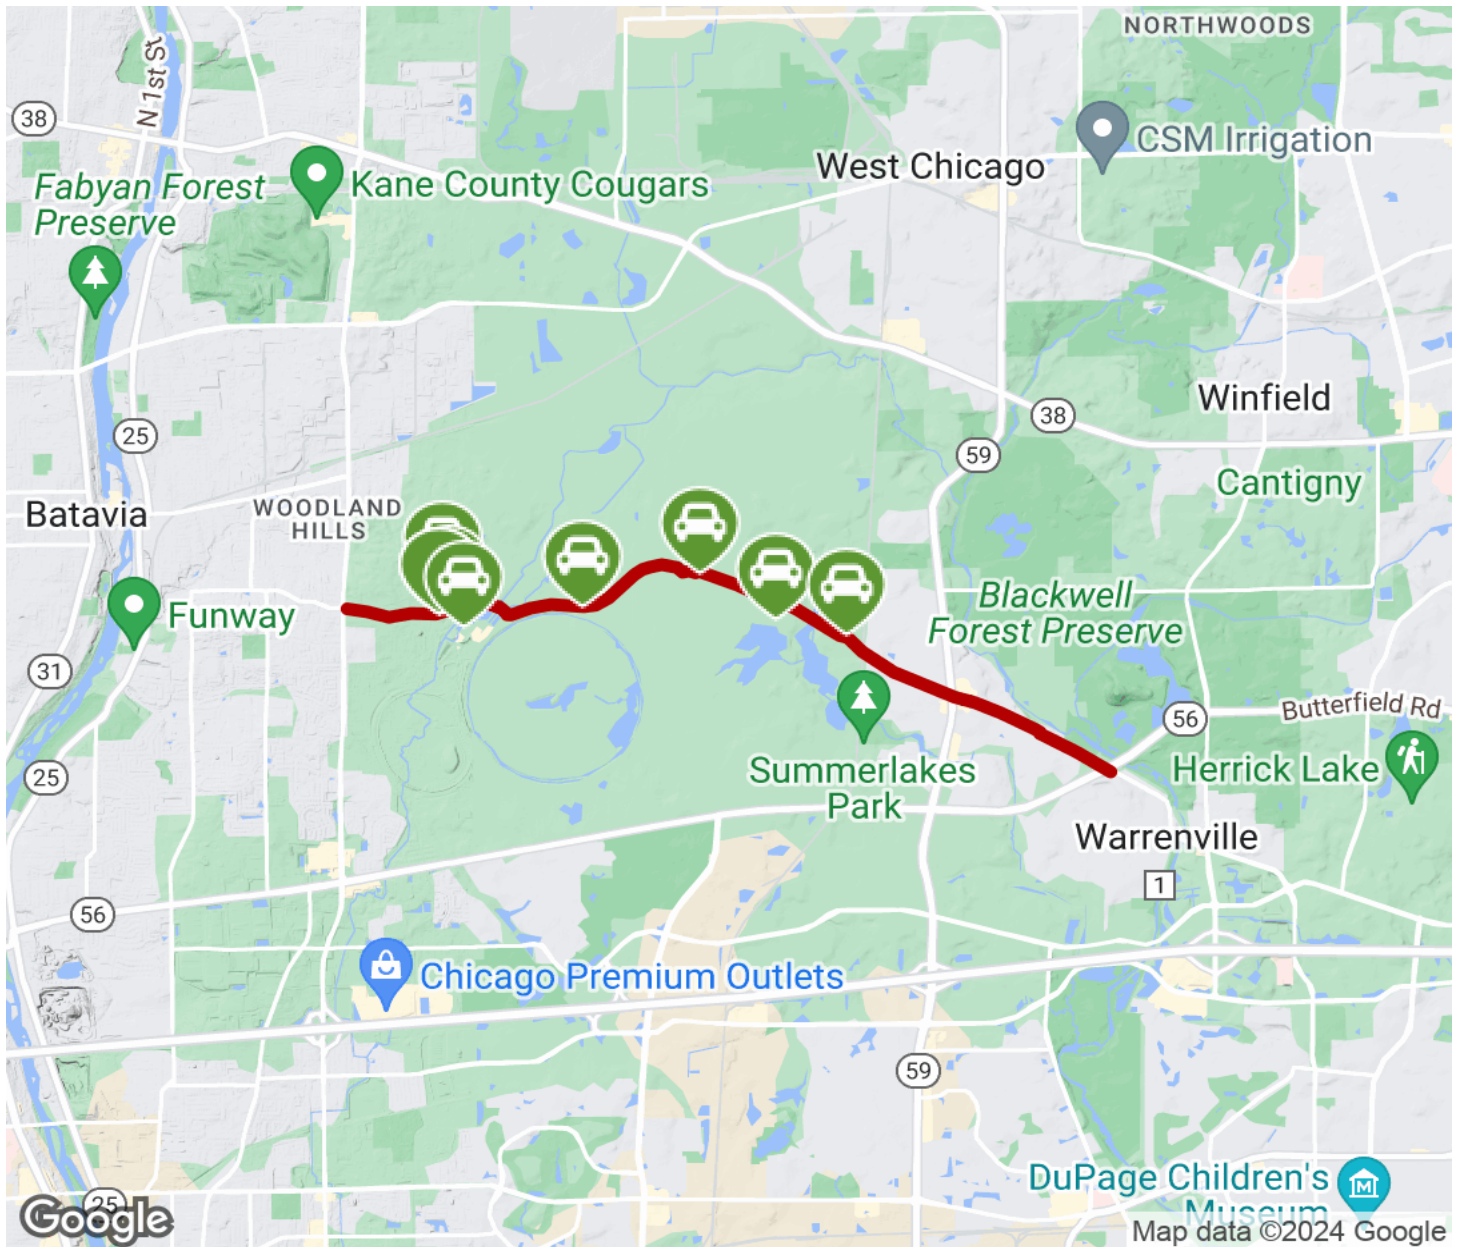 NORTHWOODS
N 1st St
38
CSM Irrigation
West Chicago
Fabyan Forest
Preserve
Kane County Cougars
Winfield
38
25
59
Cantigny
WOODLAND
HILLS
Batavia
Blackwell
Forest Preserve
Funway
31
Butterfield Rd
56
25
Summerlakes
Park
Herrick Lake
Warrenville
1
56
Chicago Premium Outlets
59
DuPage Children's
Museum
25
Google
Map data ©2024 Google